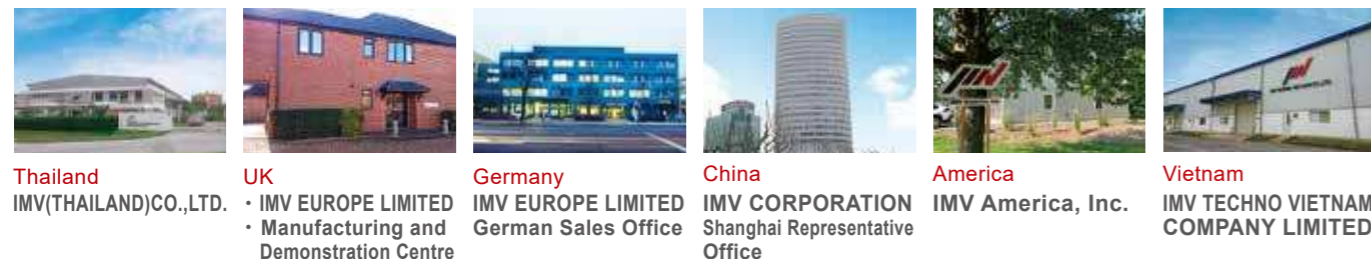 Thailand
IMV(THAILAND)CO.,LTD.
UK
・IMV EUROPE LIMITED
・Manufacturing and
Demonstration Centre
Germany
IMV EUROPE LIMITED
German Sales Office
China
IMV CORPORATION
Shanghai Representative
Office
America
IMV America, Inc.
Vietnam
IMV TECHNO VIETNAM
COMPANY LIMITED